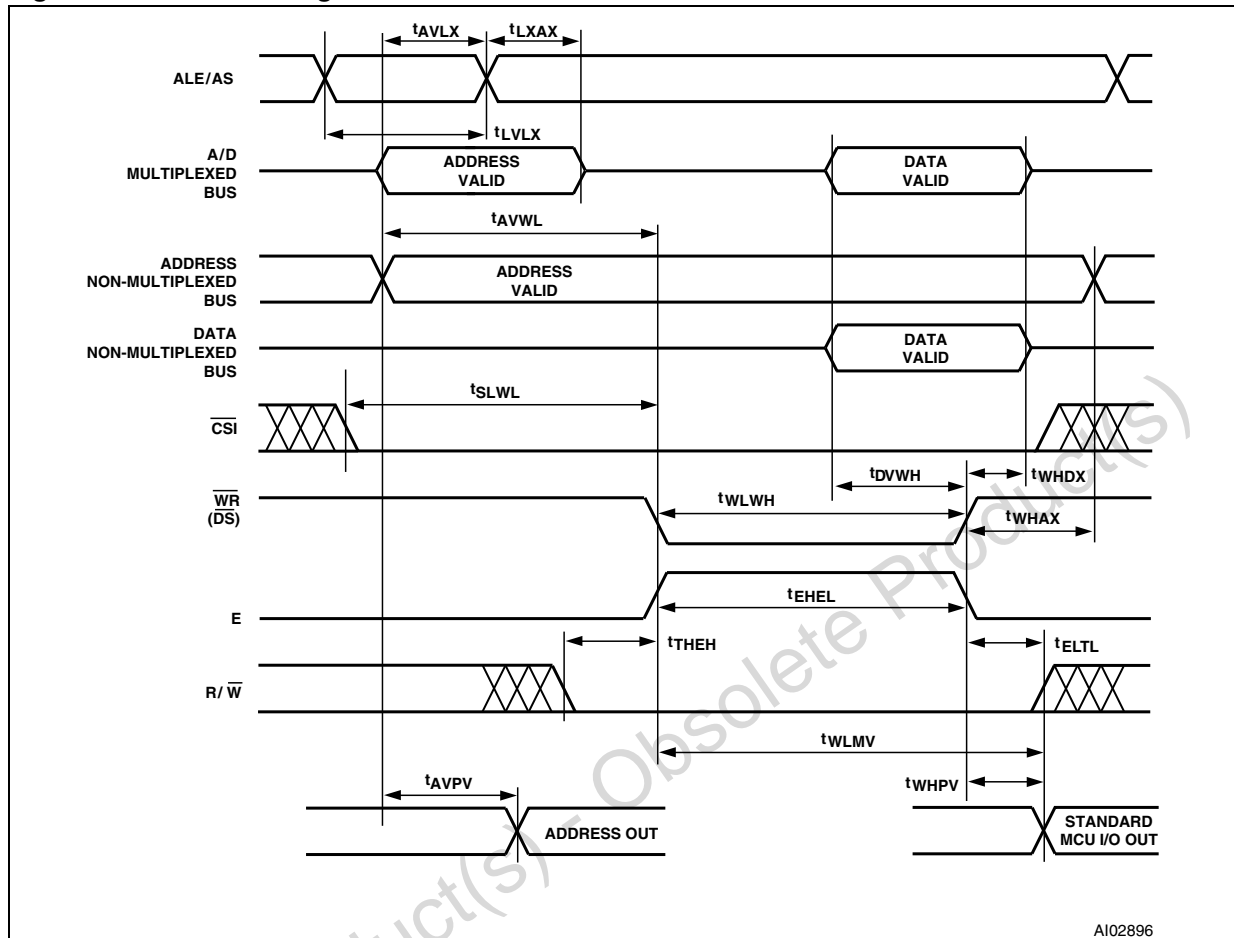 tAVLX tLXAX
ALE/AS
tLVLX
A/D
MULTIPLEXED
BUS
ADDRESS
VALID
DATA
VALID
tAVWL
ADDRESS
NON-MULTIPLEXED
BUS
ADDRESS
VALID
DATA
NON-MULTIPLEXED
BUS
DATA
VALID
tSLWL
CSI
tDVWH tWHDX
WR
(DS)
tWLWH
tWHAX
E
tEHEL
tTHEH
tELTL
R/ W
tWLMV
tAVPV
tWHPV
ADDRESS OUT
STANDARD
MCU I/O OUT
AI02896
uct(s) - Obsolete Product(s)